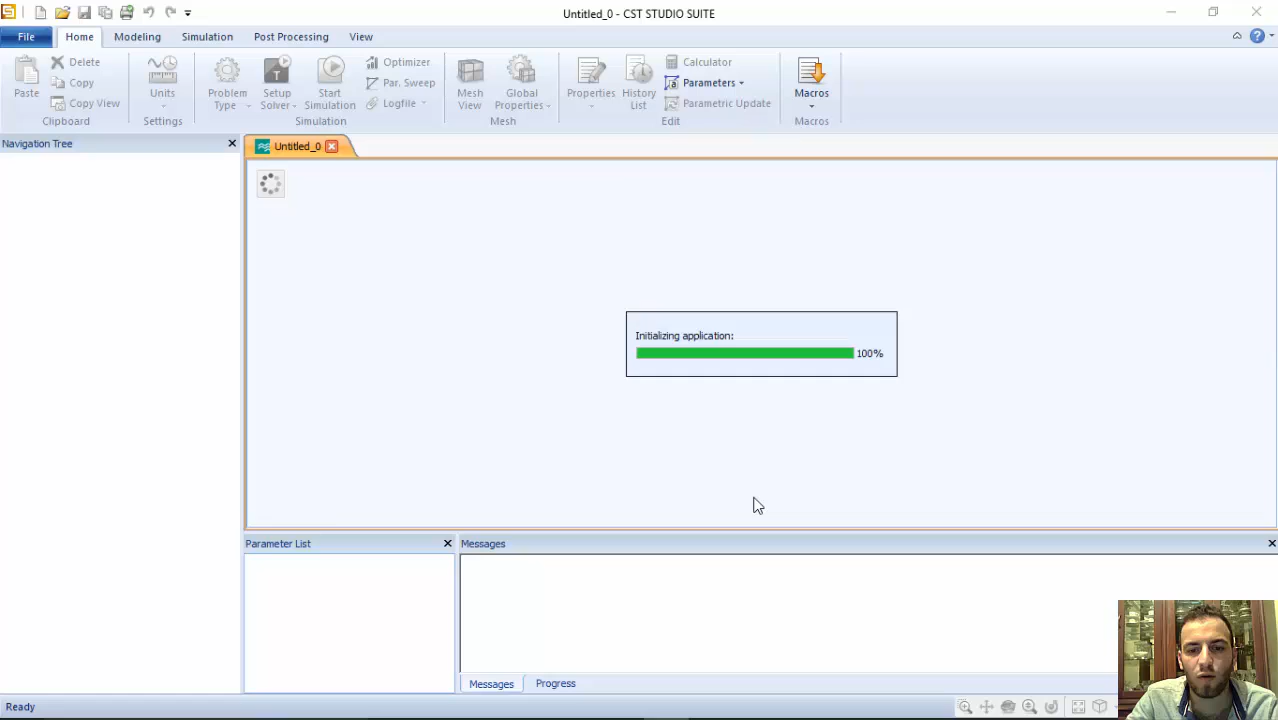 Untitled_0 - CST STUDIO SUITE
File Home Modeling Simulation Post Processing View
Paste Delete Copy Copy View Clipboard
Units Settings
Problem Type Setup Solver Start Simulation Optimizer Par. Sweep Logfile Simulation
Mesh View Global Properties Mesh
Properties History List Calculator Parameters Parametric Update Edit
Macros Macros
Navigation Tree
Untitled_0
Initializing application:
100%
Parameter List
Messages
Messages Progress
Ready